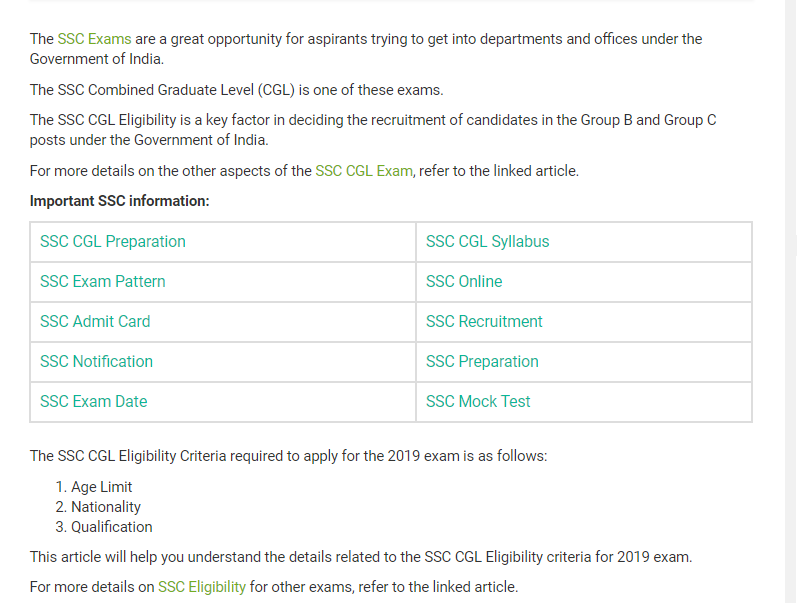 The SSC Exams are a great opportunity for aspirants trying to get into departments and offices under the
Government of India.
The SSC Combined Graduate Level (CGL) is one of these exams.
The SSC CGL Eligibility is a key factor in deciding the recruitment of candidates in the Group B and Group C
posts under the Government of India.
For more details on the other aspects of the SSC CGL Exam, refer to the linked article.
Important SSC information:
SSC CGL Preparation
SSC CGL Syllabus
SSC Exam Pattern
SSC Online
SSC Admit Card
SSC Recruitment
SSC Notification
SSC Preparation
SSC Exam Date
SSC Mock Test
The SSC CGL Eligibility Criteria required to apply for the 2019 exam is as follows:
1. Age Limit
2. Nationality
3. Qualification
This article will help you understand the details related to the SSC CGL Eligibility criteria for 2019 exam.
For more details on SSC Eligibility for other exams, refer to the linked article.